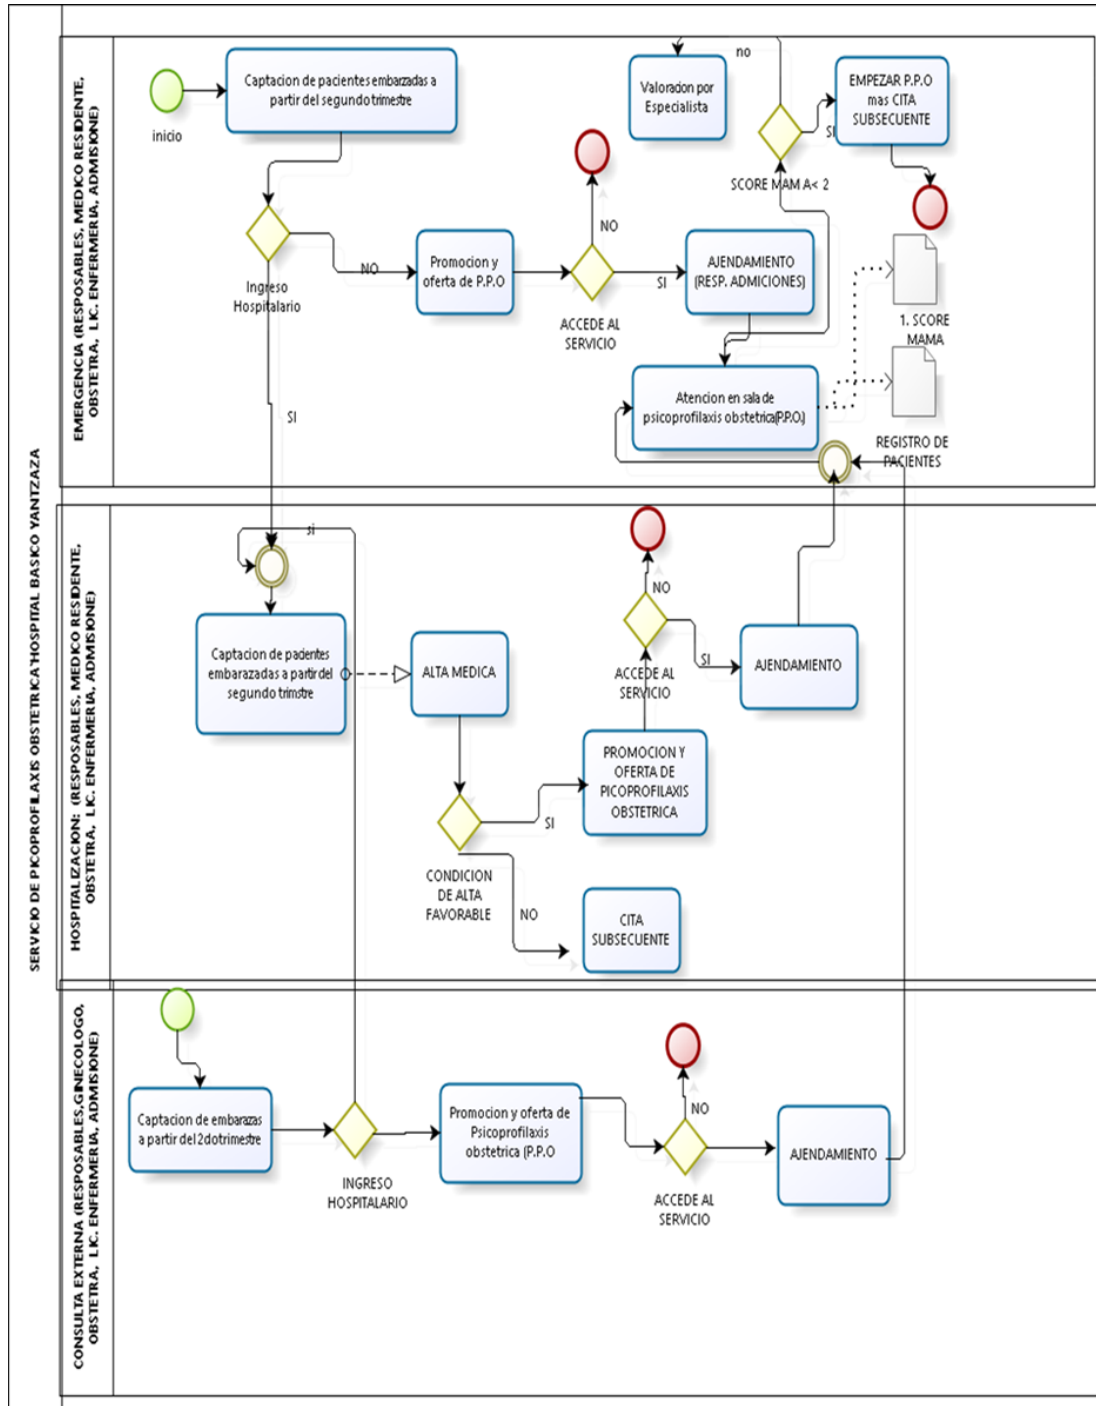 SERVICIO DE PICOPROFILAXIS OBSTETRICA HOSPITAL BASICO YANTZAZA
EMERGENCIA (RESPOSABLES, MEDICO RESIDENTE,
OBSTETRA, LIC. ENFERMERIA, ADMISIONE)
inicio
Captacion de pacientes embarzadas a
partir del segundo trimestre
Ingreso
Hospitalario
NO
SI
Promocion y
oferta de P.P.O
ACCEDE AL
SERVICIO
NO
SI
AJENDAMIENTO
(RESP. ADMICIONES)
Valoracion por
Especialista
no
SCORE MAM A< 2
SI
EMPEZAR P.P.O
mas CITA
SUBSECUENTE
Atencion en sala de
psicoprofilaxis obstetrica(P.P.O.)
1. SCORE
MAMA
REGISTRO DE
PACIENTES
HOSPITALIZACION: (RESPOSABLES, MEDICO RESIDENTE,
OBSTETRA, LIC. ENFERMERIA, ADMISIONE)
si
Captacion de pacientes
embarazadas a partir del
segundo trimstre
ALTA MEDICA
CONDICION
DE ALTA
FAVORABLE
SI
NO
PROMOCION Y
OFERTA DE
PICOPROFILAXIS
OBSTETRICA
CITA
SUBSECUENTE
ACCEDE AL
SERVICIO
NO
SI
AJENDAMIENTO
CONSULTA EXTERNA (RESPOSABLES,GINECOLOGO,
OBSTETRA, LIC. ENFERMERIA, ADMISIONE)
Captacion de embarazas
a partir del 2dotrimestre
INGRESO
HOSPITALARIO
Promocion y oferta de
Psicoprofilaxis
obstetrica (P.P.O
ACCEDE AL
SERVICIO
NO
AJENDAMIENTO